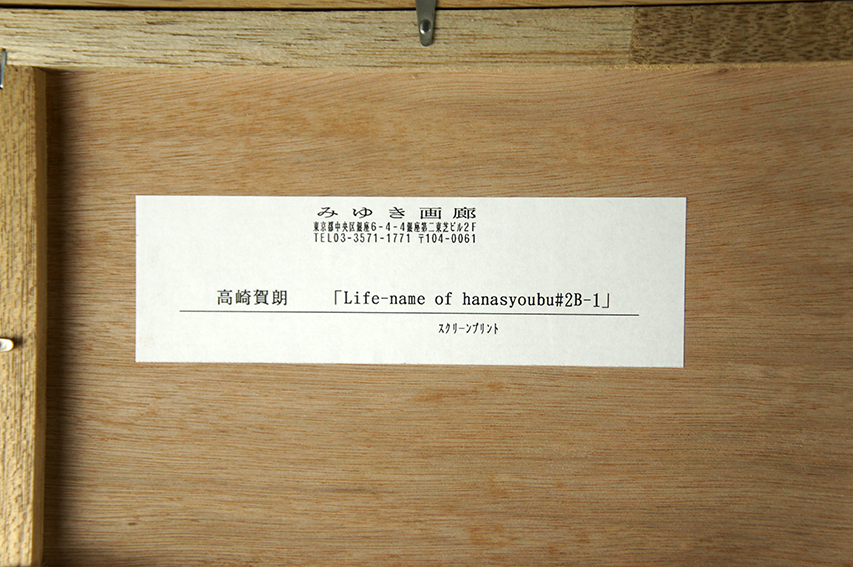 みゆき画廊
東京都中央区銀座6-4-4銀座第二東芝ビル2F
TEL03-3571-1771 〒104-0061
高崎賀朗 「Life-name of hanasyoubu#2B-1」
スクリーンプリント